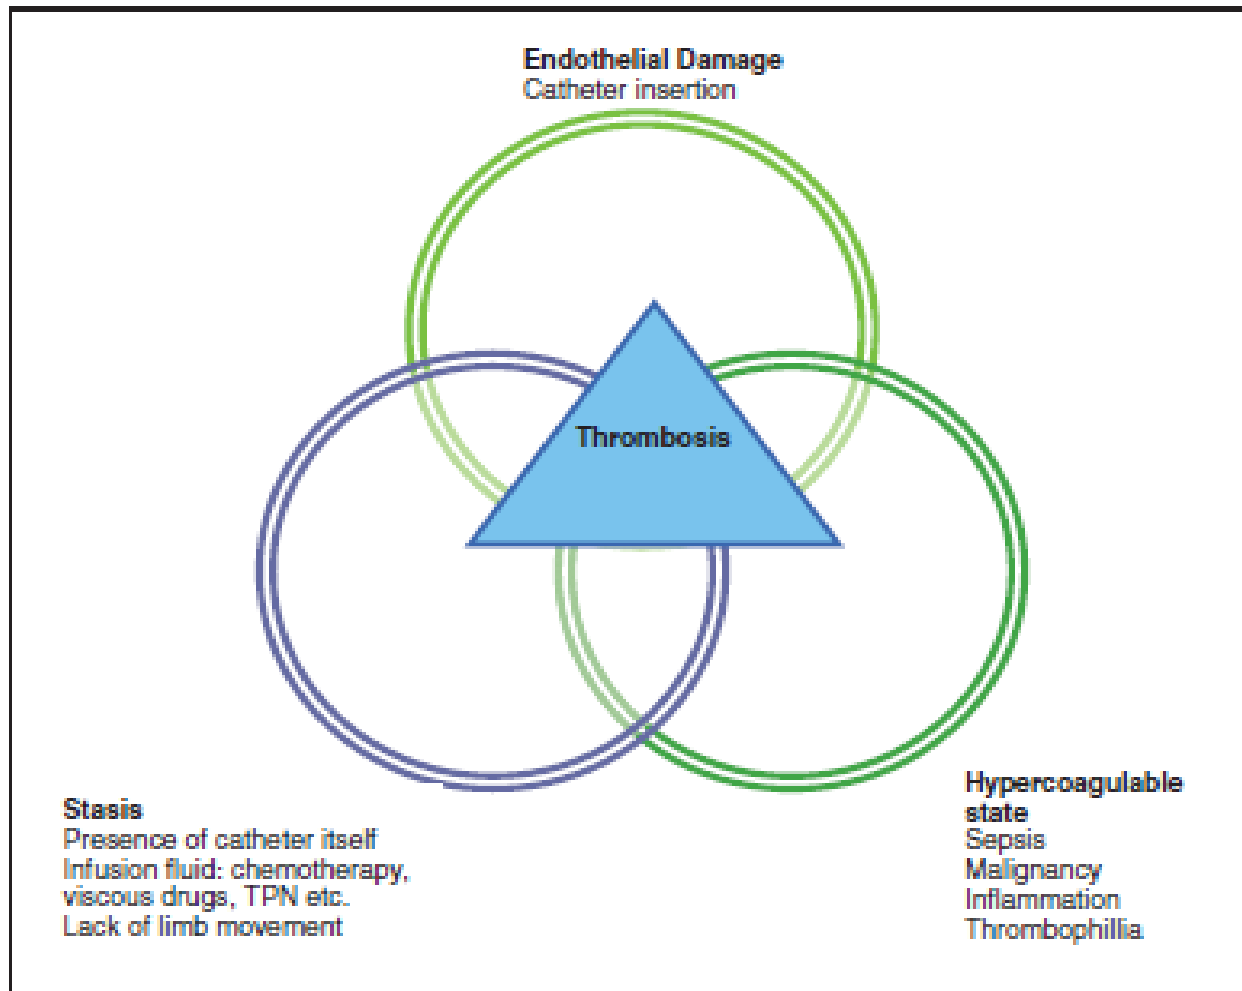 Endothelial Damage
Catheter insertion
Thrombosis
Stasis
Presence of catheter itself
Infusion fluid: chemotherapy,
viscous drugs, TPN etc.
Lack of limb movement
Hypercoagulable
state
Sepsis
Malignancy
Inflammation
Thrombophillia